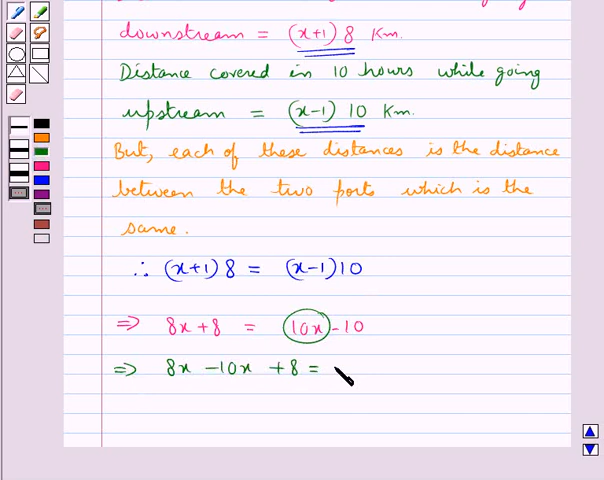 downstream = (x+1) 8 Km.
Distance covered in 10 hours while going
upstream = (x-1) 10 Km.
But, each of these distances is the distance
between the two ports which is the
same.
∴ (x+1) 8 = (x-1) 10
⇒ 8x + 8 = 10x - 10
⇒ 8x - 10x + 8 =